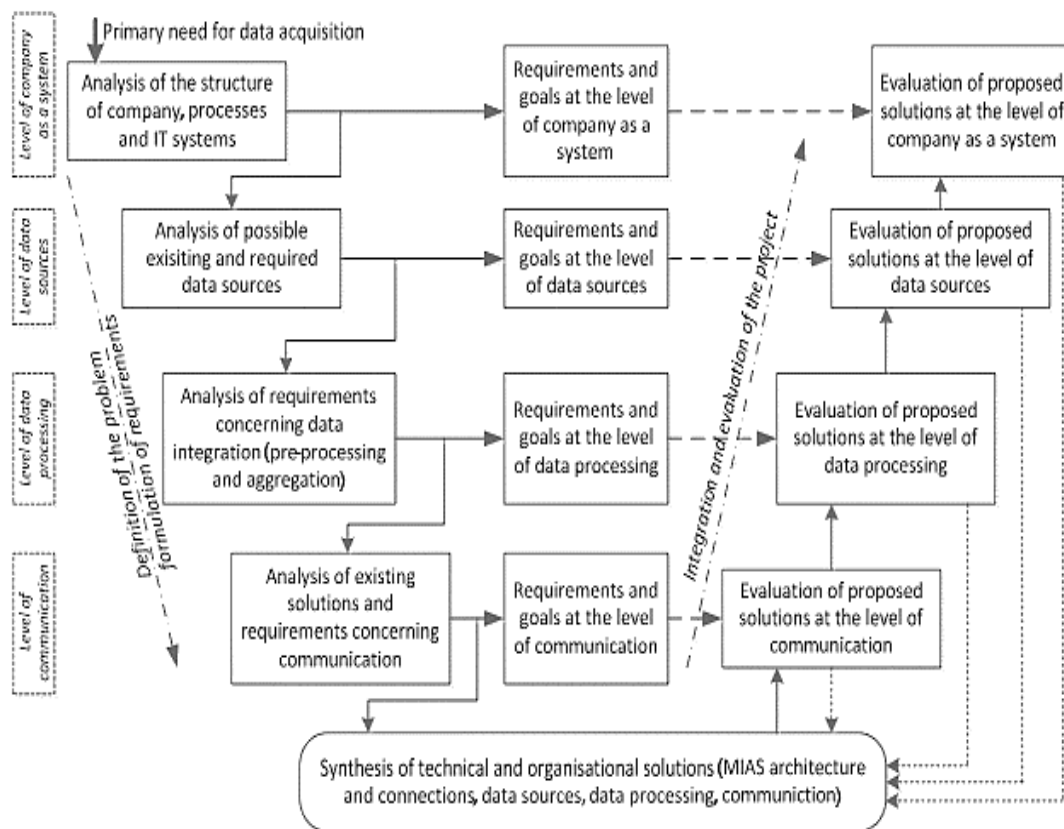 Primary need for data acquisition
Level of company
as a system
Analysis of the structure
of company, processes
and IT systems
Requirements and
goals at the level
of company as a
system
Evaluation of proposed
solutions at the level of
company as a system
Level of data
sources
Analysis of possible
exisiting and required
data sources
Requirements and
goals at the level
of data sources
Evaluation of proposed
solutions at the level of
data sources
Definition of the problem
formulation of requirements
Integration and evaluation of the project
Level of data
processing
Analysis of requirements
concerning data
integration (pre-processing
and aggregation)
Requirements and
goals at the level
of data processing
Evaluation of proposed
solutions at the level of
data processing
Level of
communication
Analysis of existing
solutions and
requirements concerning
communication
Requirements and
goals at the level
of communication
Evaluation of proposed
solutions at the level of
communication
Synthesis of technical and organisational solutions (MIAS architecture
and connections, data sources, data processing, communiction)